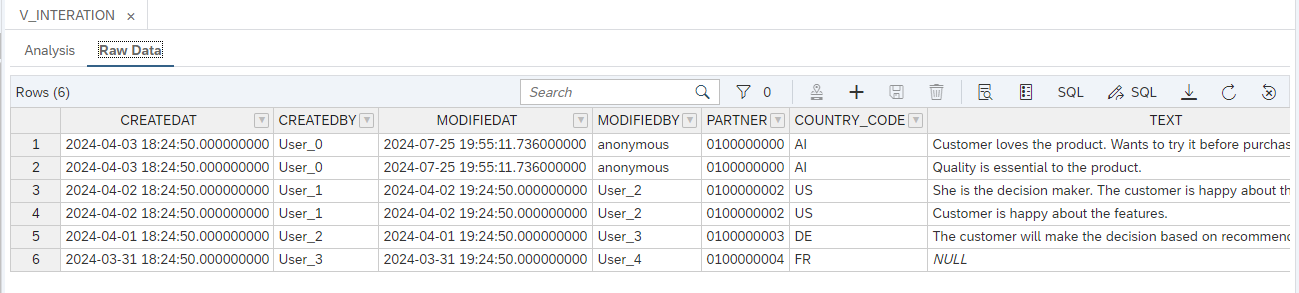 V_INTERATION ×
Analysis Raw Data
Rows (6) Search 0 SQL SQL
CREATEDAT CREATEDBY MODIFIEDAT MODIFIEDBY PARTNER COUNTRY_CODE TEXT
1 2024-04-03 18:24:50.000000000 User_0 2024-07-25 19:55:11.736000000 anonymous 0100000000 AI Customer loves the product. Wants to try it before purchas
2 2024-04-03 18:24:50.000000000 User_0 2024-07-25 19:55:11.736000000 anonymous 0100000000 AI Quality is essential to the product.
3 2024-04-02 18:24:50.000000000 User_1 2024-04-02 19:24:50.000000000 User_2 0100000002 US She is the decision maker. The customer is happy about th
4 2024-04-02 18:24:50.000000000 User_1 2024-04-02 19:24:50.000000000 User_2 0100000002 US Customer is happy about the features.
5 2024-04-01 18:24:50.000000000 User_2 2024-04-01 19:24:50.000000000 User_3 0100000003 DE The customer will make the decision based on recommend
6 2024-03-31 18:24:50.000000000 User_3 2024-03-31 19:24:50.000000000 User_4 0100000004 FR NULL